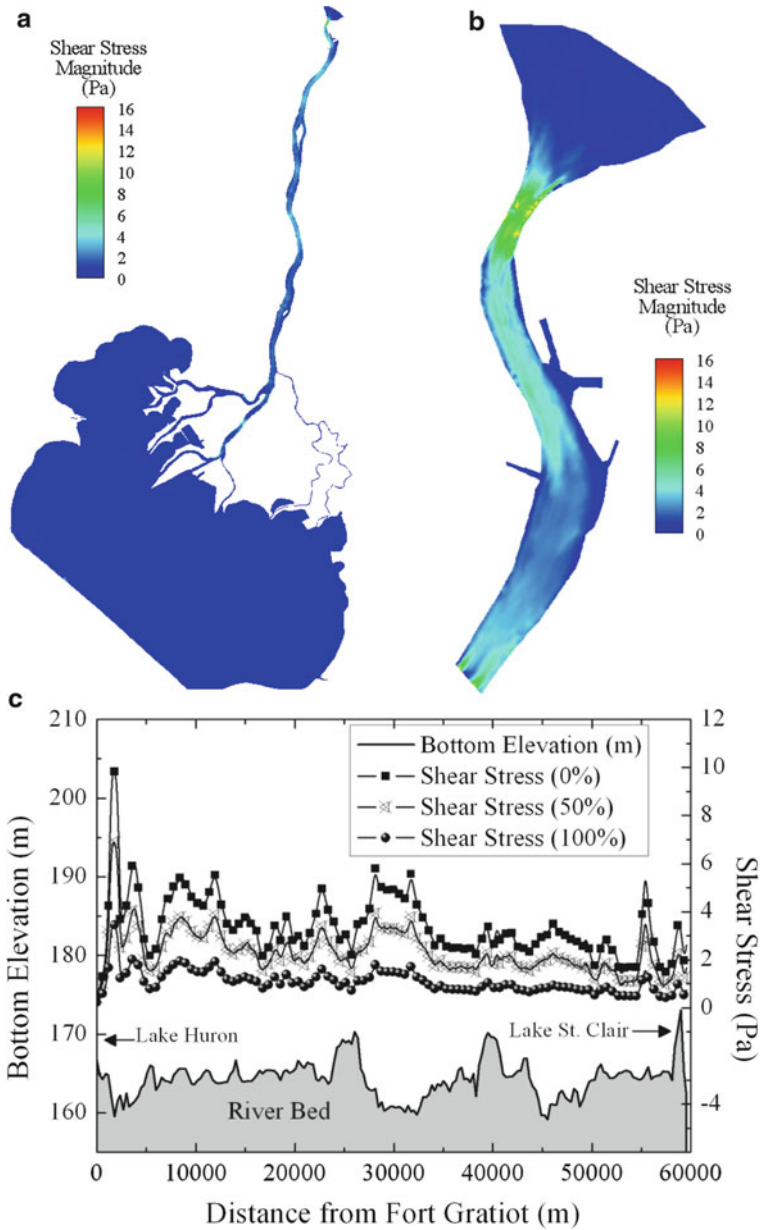 a
Shear Stress
Magnitude
(Pa)
16
14
12
10
8
6
4
2
0
b
Shear Stress
Magnitude
(Pa)
16
14
12
10
8
6
4
2
0
c
Bottom Elevation (m)
210
200
190
180
170
160
Bottom Elevation (m)
Shear Stress (0%)
Shear Stress (50%)
Shear Stress (100%)
12
10
8
6
4
2
0
-4
Shear Stress (Pa)
Lake Huron
Lake St. Clair
River Bed
0
10000
20000
30000
40000
50000
60000
Distance from Fort Gratiot (m)